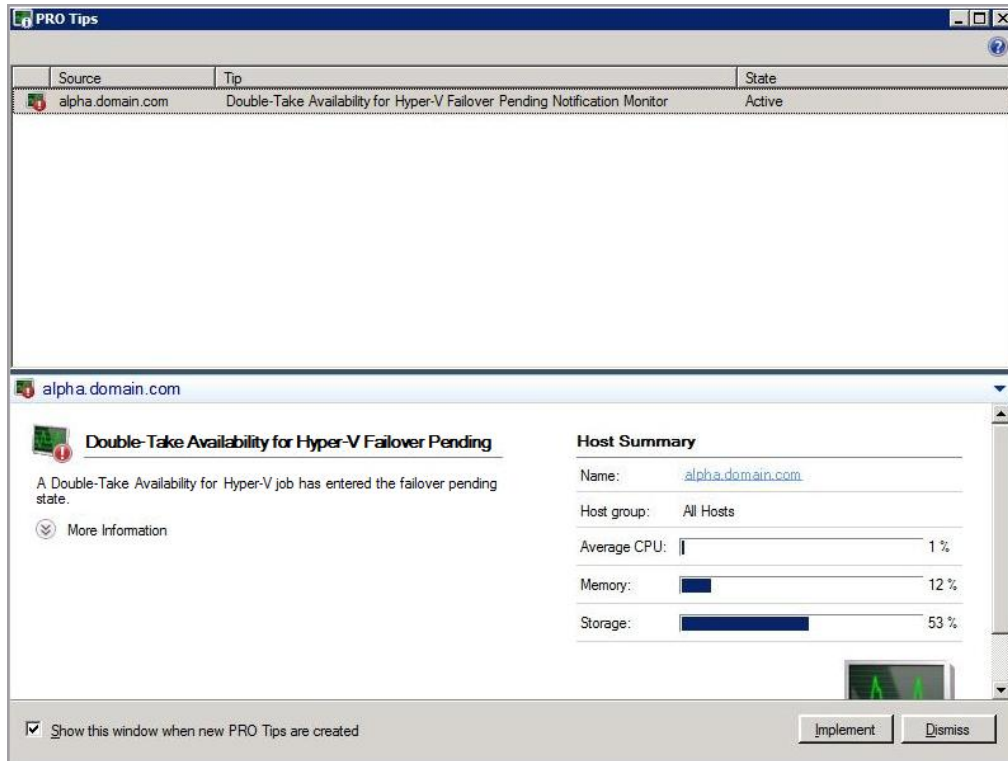 PRO Tips
Source Tip State
alpha.domain.com Double-Take Availability for Hyper-V Failover Pending Notification Monitor Active
alpha.domain.com
Double-Take Availability for Hyper-V Failover Pending
A Double-Take Availability for Hyper-V job has entered the failover pending
state.
More Information
Host Summary
Name: alpha.domain.com
Host group: All Hosts
Average CPU: 1 %
Memory: 12 %
Storage: 53 %
Show this window when new PRO Tips are created
Implement Dismiss